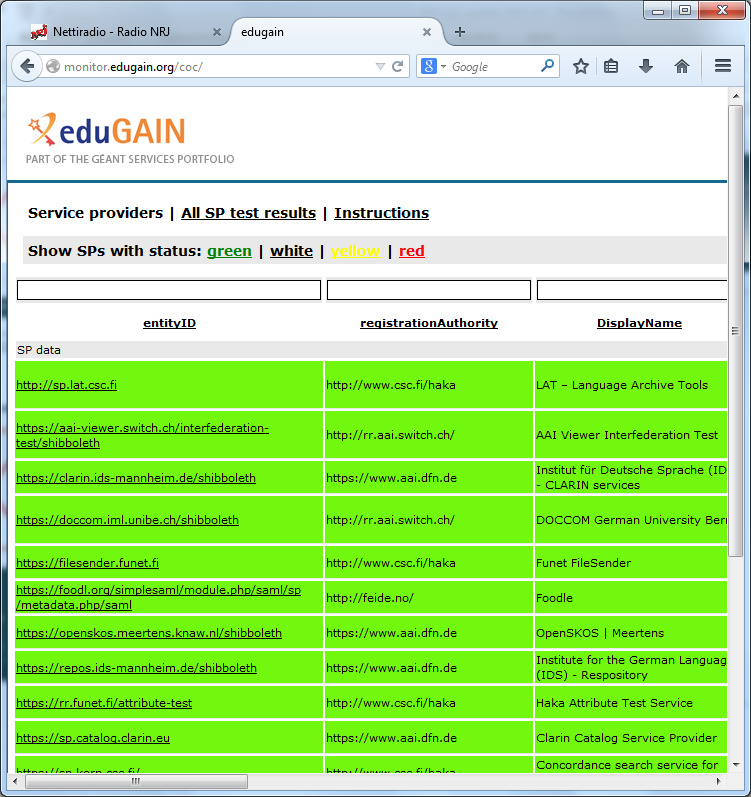 Nettiradio - Radio NRJ
edugain
monitor.edugain.org/coc/
Google
eduGAIN
PART OF THE GÉANT SERVICES PORTFOLIO
Service providers | All SP test results | Instructions
Show SPs with status: green | white | yellow | red
entityID registrationAuthority DisplayName
SP data
http://sp.lat.csc.fi http://www.csc.fi/haka LAT – Language Archive Tools
https://aai-viewer.switch.ch/interfederation-
test/shibboleth http://rr.aai.switch.ch/ AAI Viewer Interfederation Test
https://clarin.ids-mannheim.de/shibboleth https://www.aai.dfn.de Institut für Deutsche Sprache (ID
- CLARIN services
https://doccom.iml.unibe.ch/shibboleth http://rr.aai.switch.ch/ DOCCOM German University Ber
https://filesender.funet.fi http://www.csc.fi/haka Funet FileSender
https://foodl.org/simplesaml/module.php/saml/sp
/metadata.php/saml http://feide.no/ Foodle
https://openskos.meertens.knaw.nl/shibboleth https://www.aai.dfn.de OpenSKOS | Meertens
https://repos.ids-mannheim.de/shibboleth https://www.aai.dfn.de Institute for the German Languag
(IDS) - Respository
https://rr.funet.fi/attribute-test http://www.csc.fi/haka Haka Attribute Test Service
https://sp.catalog.clarin.eu https://www.aai.dfn.de Clarin Catalog Service Provider
https://sp.korp.csc.fi/ http://www.csc.fi/haka Concordance search service for